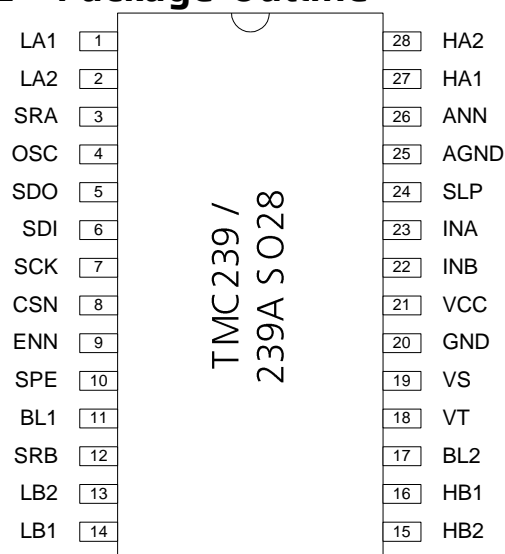 Package Outline
LA1 1 28 HA2
LA2 2 27 HA1
SRA 3 26 ANN
OSC 4 25 AGND
SDO 5 24 SLP
SDI 6 23 INA
SCK 7 22 INB
CSN 8 21 VCC
ENN 9 20 GND
SPE 10 19 VS
BL1 11 18 VT
SRB 12 17 BL2
LB2 13 16 HB1
LB1 14 15 HB2
TMC239 /
239A SO28